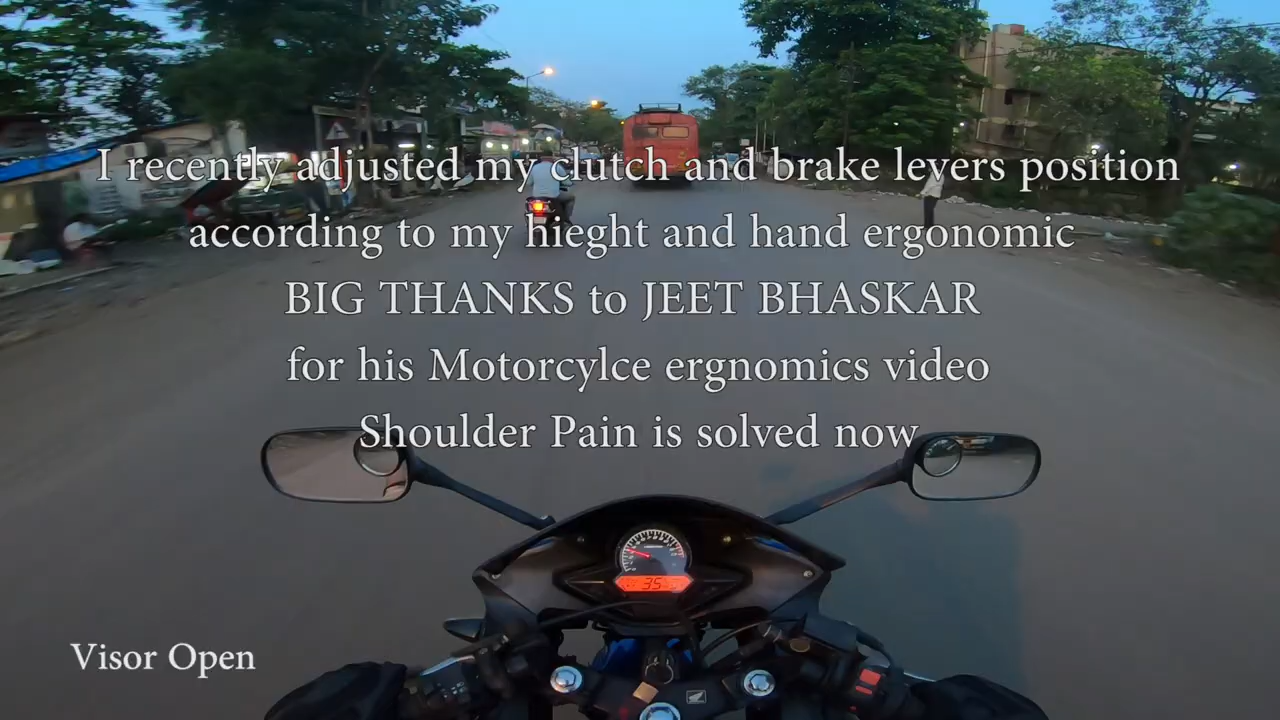 I recently adjusted my clutch and brake levers position
according to my hieght and hand ergonomic
BIG THANKS to JEET BHASKAR
for his Motorcylce ergnomics video
Shoulder Pain is solved now
35
Visor Open